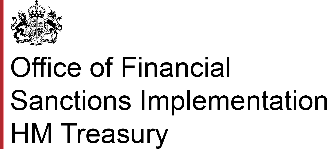 Office of Financial
Sanctions Implementation
HM Treasury